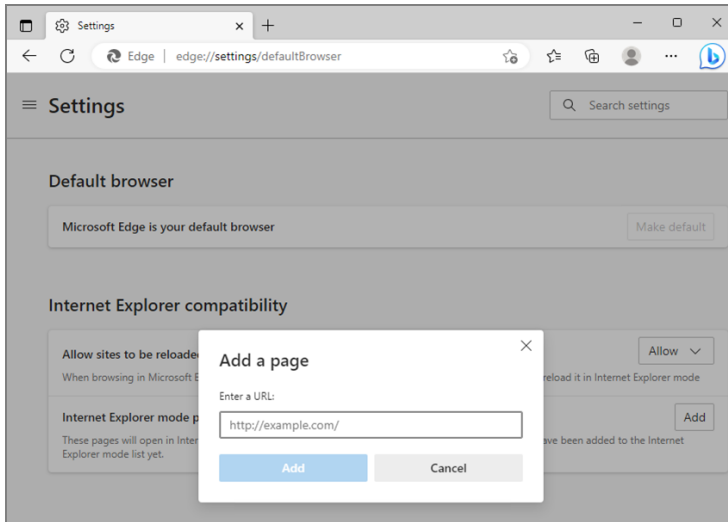 Settings
Edge | edge://settings/defaultBrowser
Settings
Search settings
Default browser
Microsoft Edge is your default browser
Make default
Internet Explorer compatibility
Allow sites to be reloade
Allow
When browsing in Microsoft E
reload it in Internet Explorer mode
Internet Explorer mode p
Add
These pages will open in Inter
ave been added to the Internet
Explorer mode list yet.
Add a page
Enter a URL:
http://example.com/
Add
Cancel